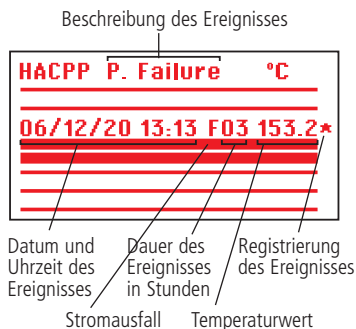 Beschreibung des Ereignisses
HACPP P. Failure °C
06/12/20 13:13 F03 153.2*
Datum und Uhrzeit des Ereignisses
Dauer des Ereignisses in Stunden
Registrierung des Ereignisses
Stromausfall
Temperaturwert